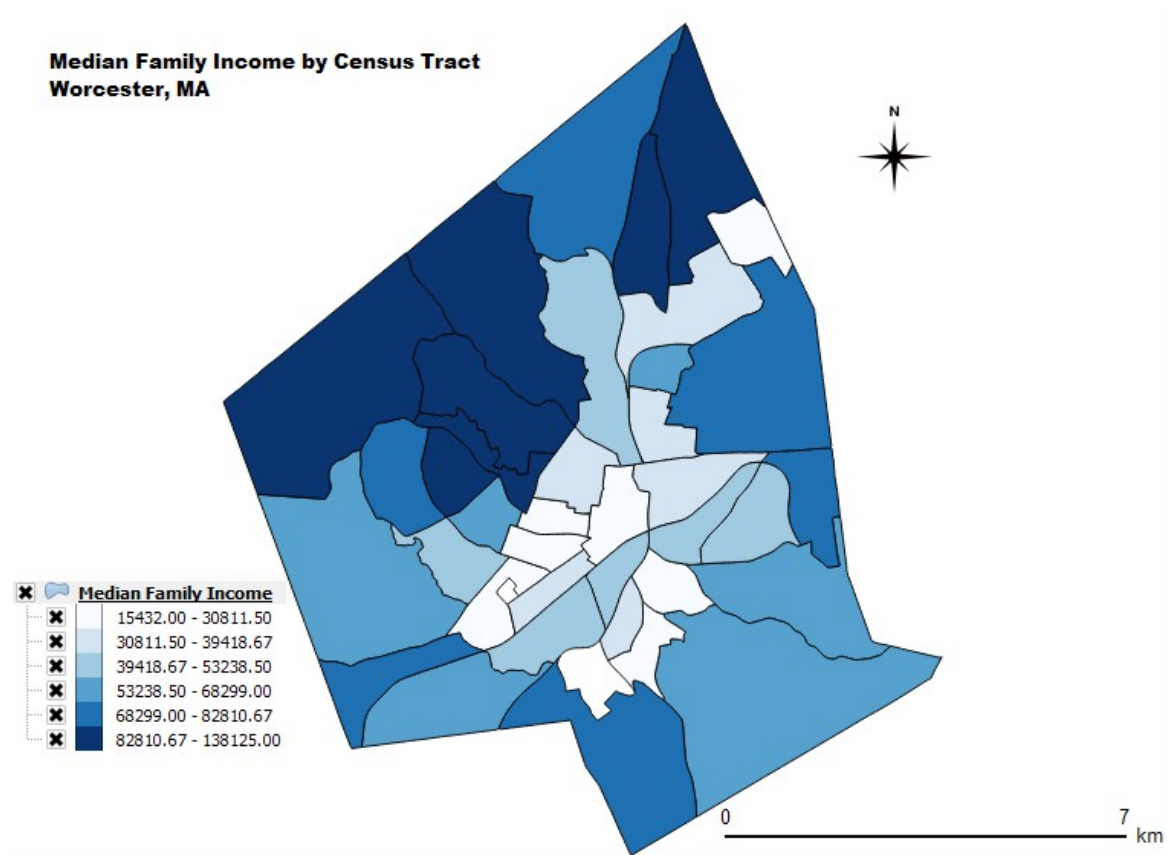 Median Family Income by Census Tract
Worcester, MA
N
Median Family Income
15432.00 - 30811.50
30811.50 - 39418.67
39418.67 - 53238.50
53238.50 - 68299.00
68299.00 - 82810.67
82810.67 - 138125.00
0 7
km